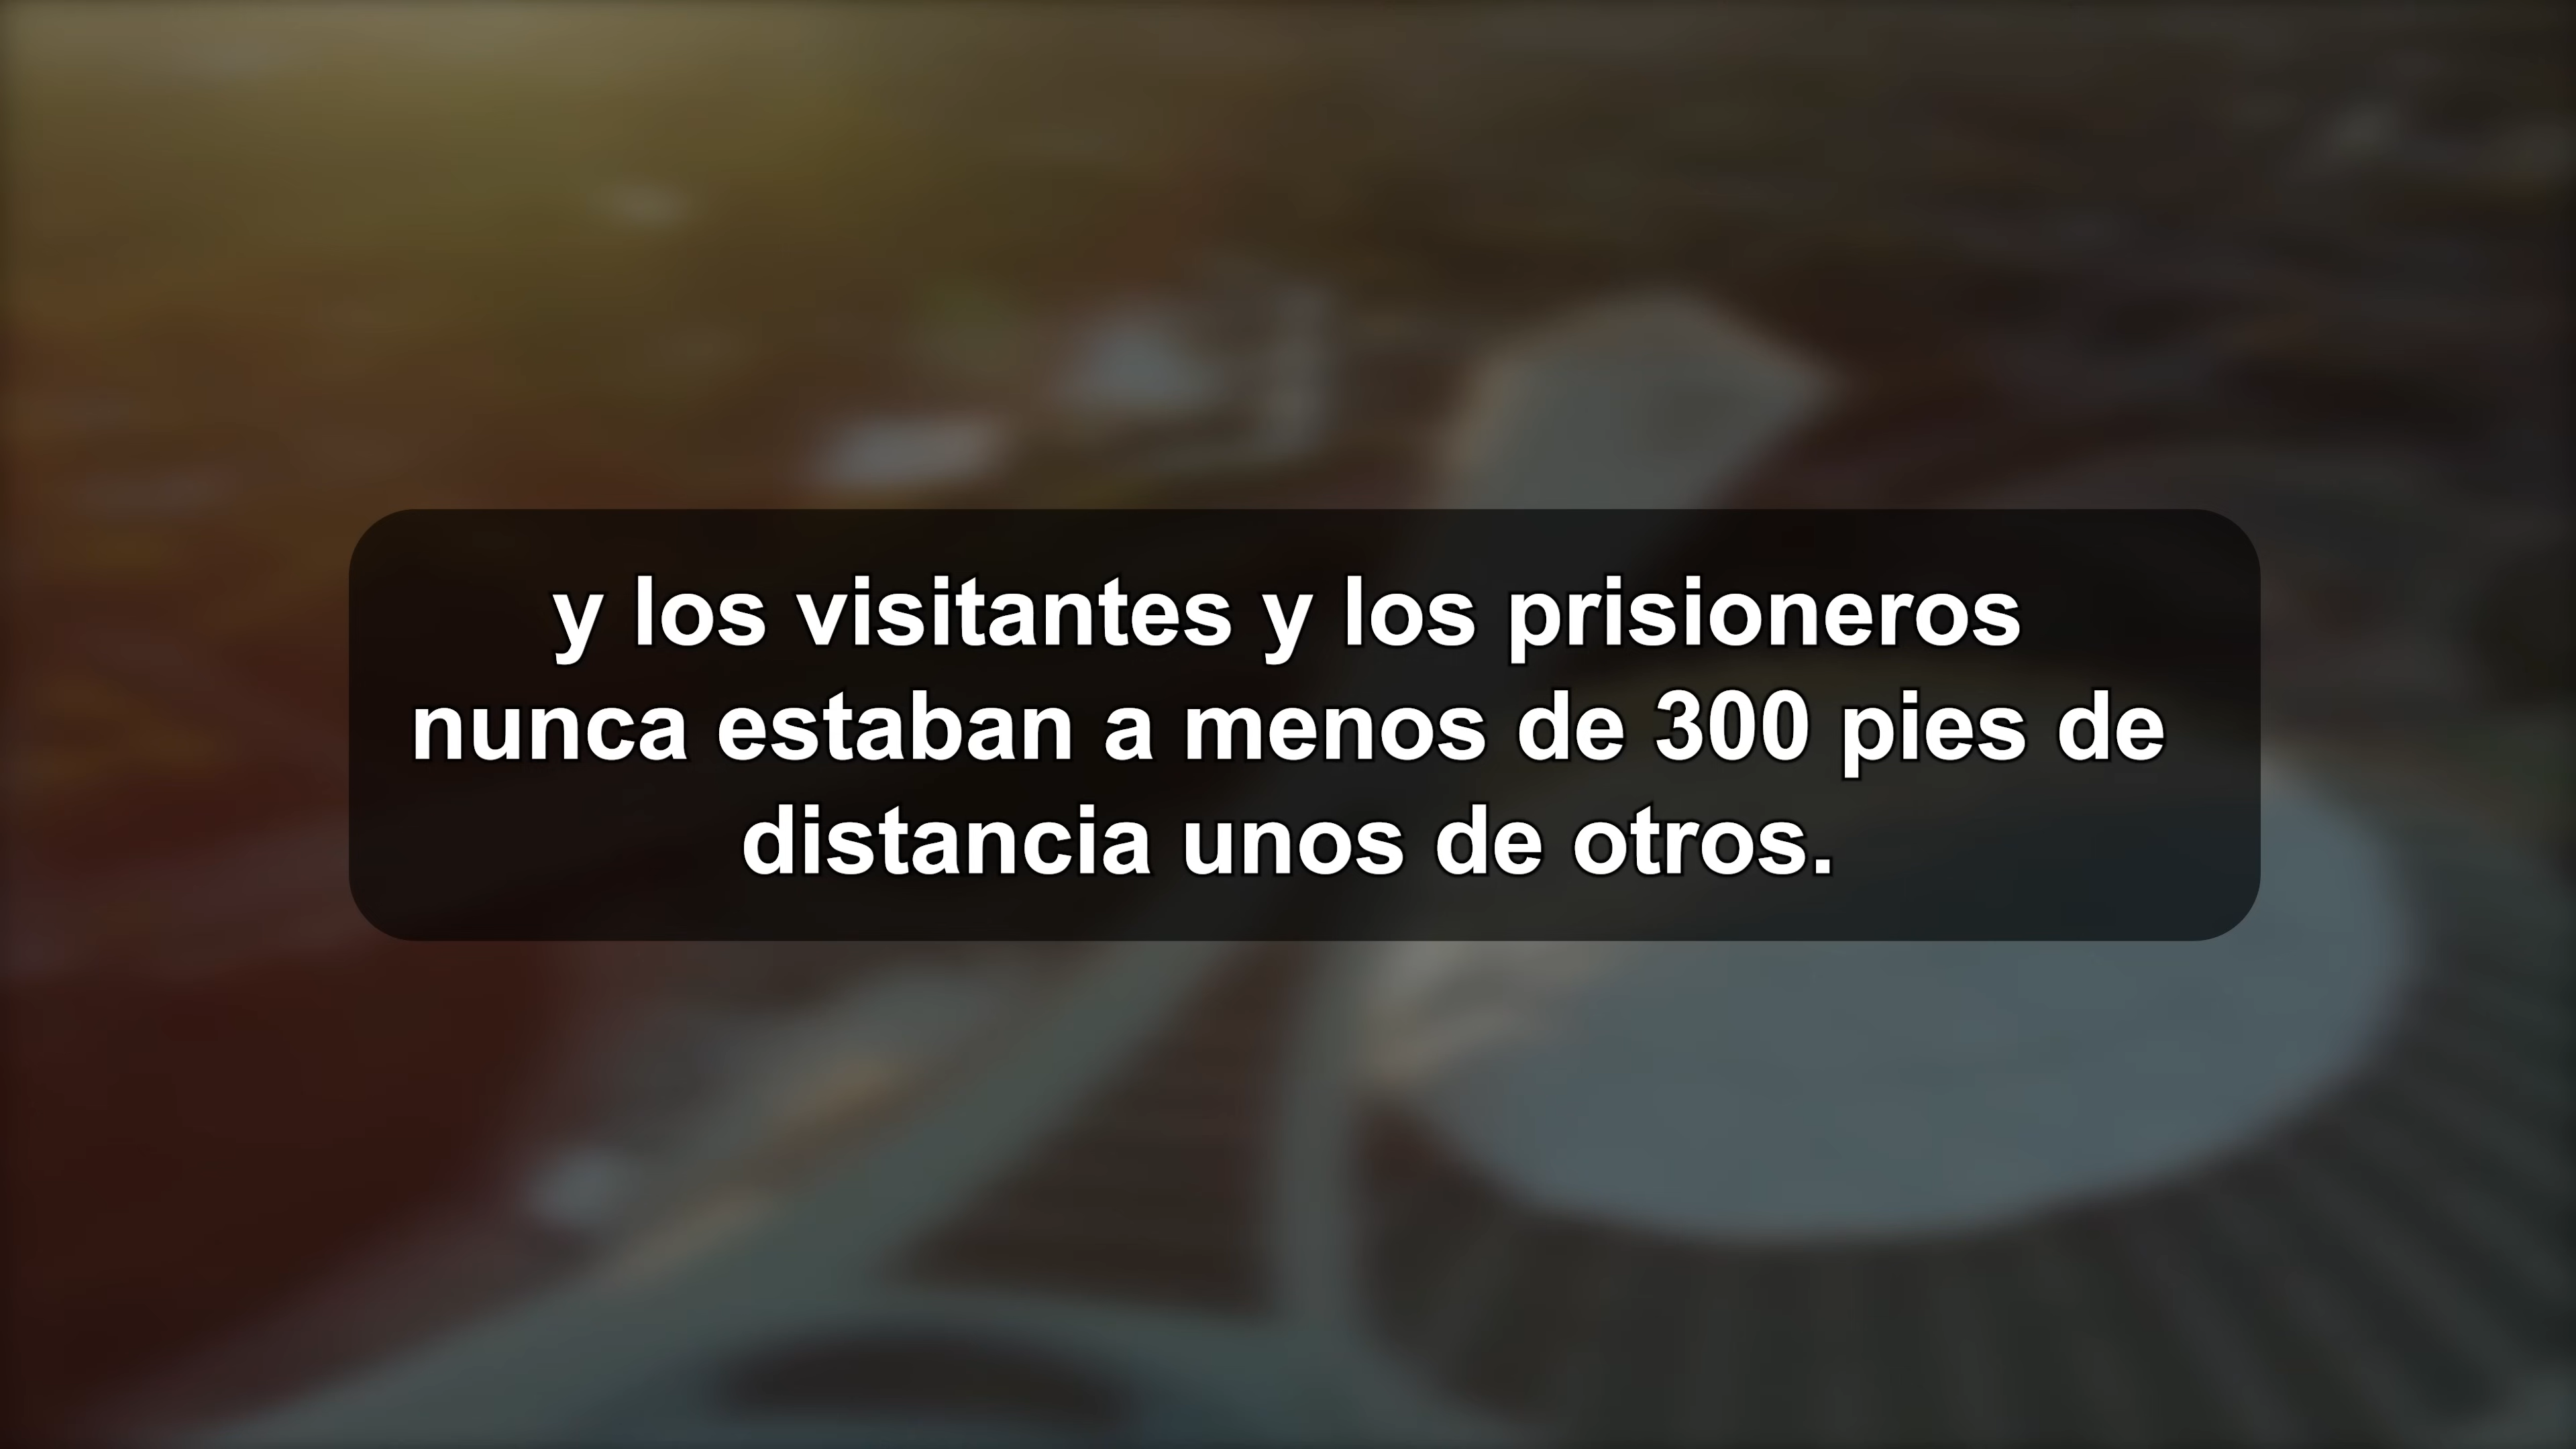 y los visitantes y los prisioneros
nunca estaban a menos de 300 pies de
distancia unos de otros.